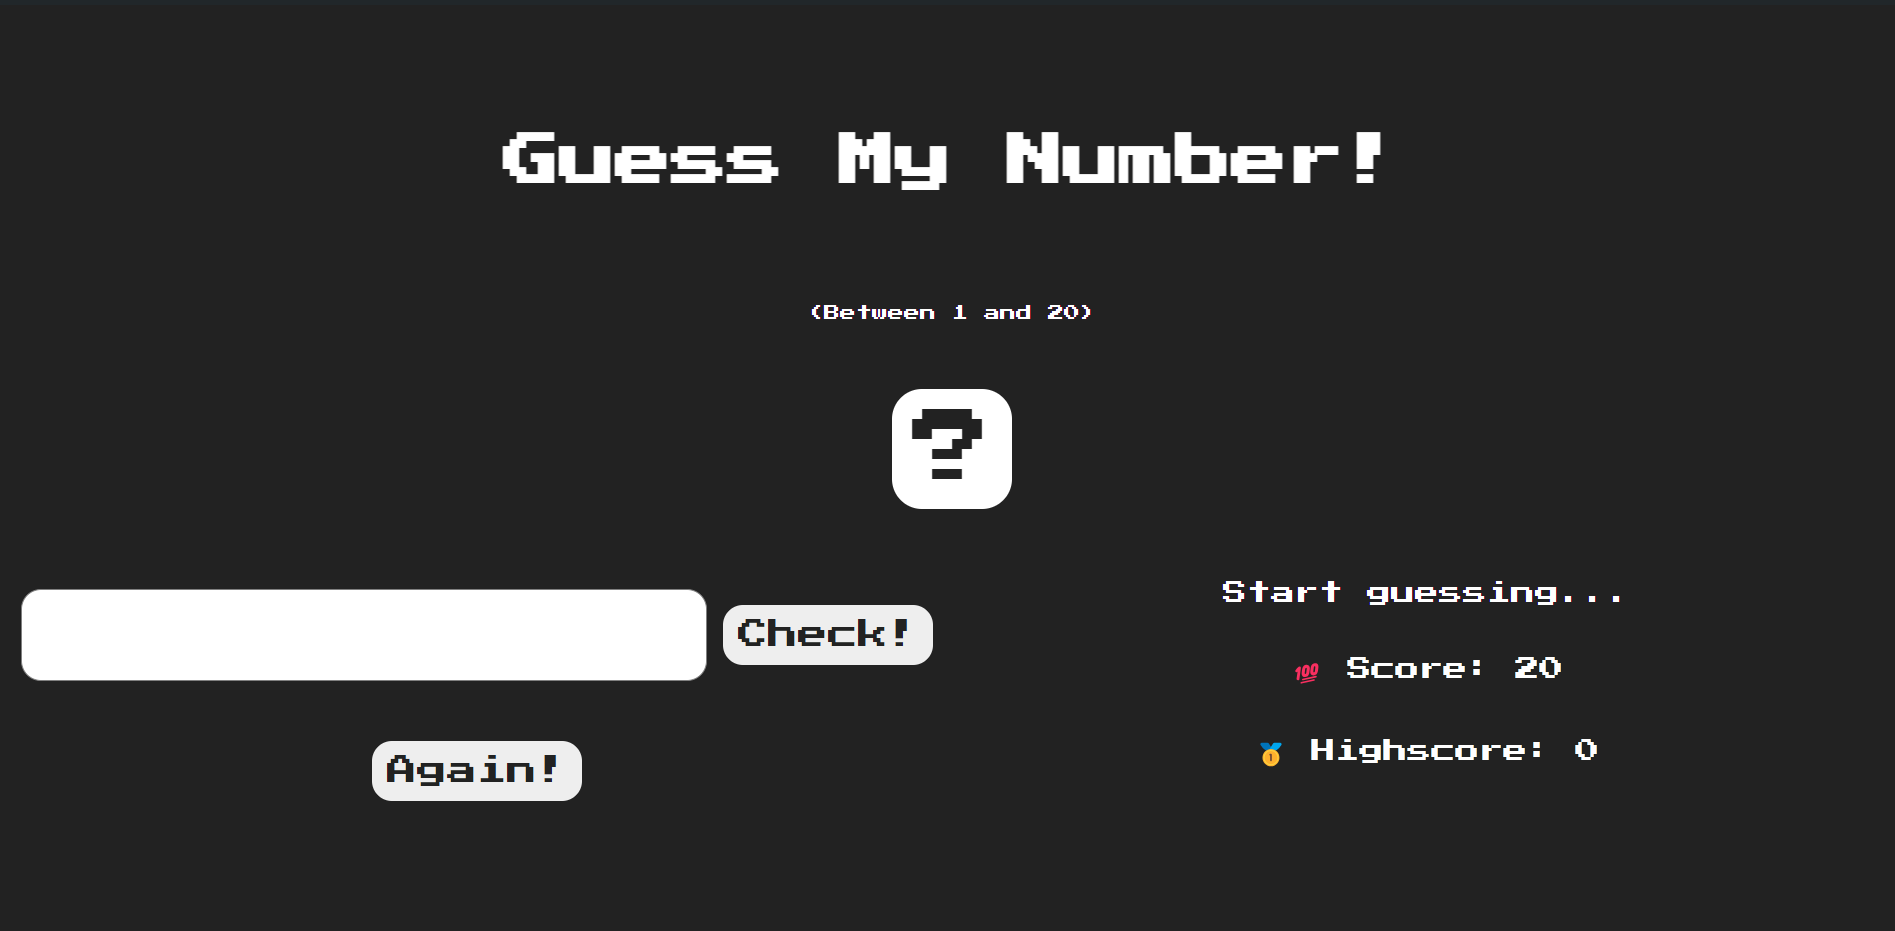 Guess My Number!
(Between 1 and 20)
?
Check!
Again!
Start guessing...
💯 Score: 20
🥇 Highscore: 0